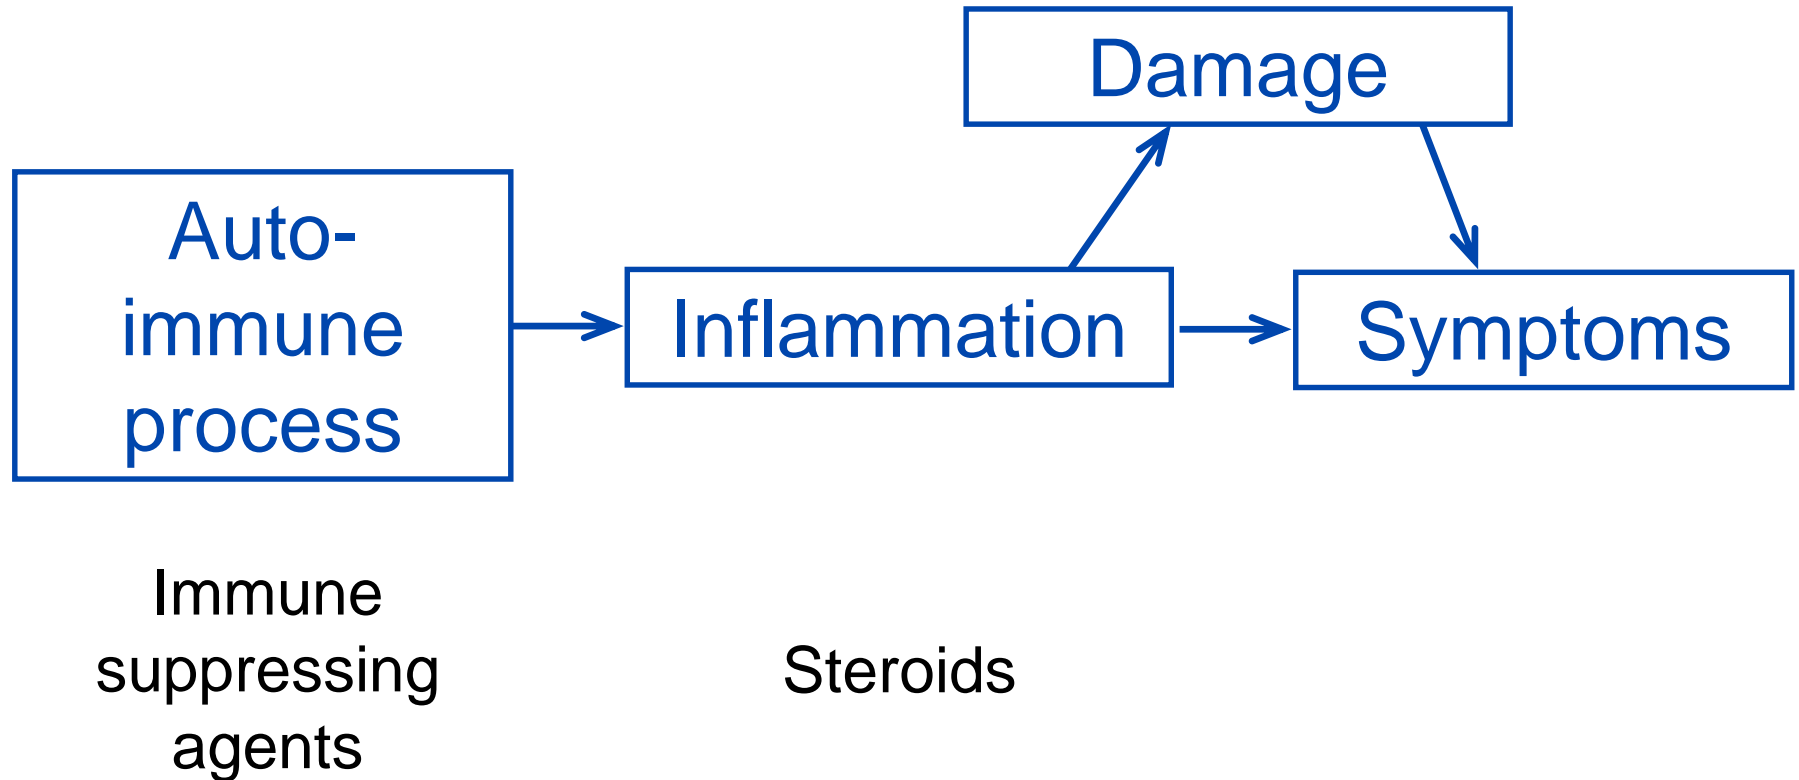 Damage
Auto-
immune
process
Inflammation
Symptoms
Immune
suppressing
agents
Steroids